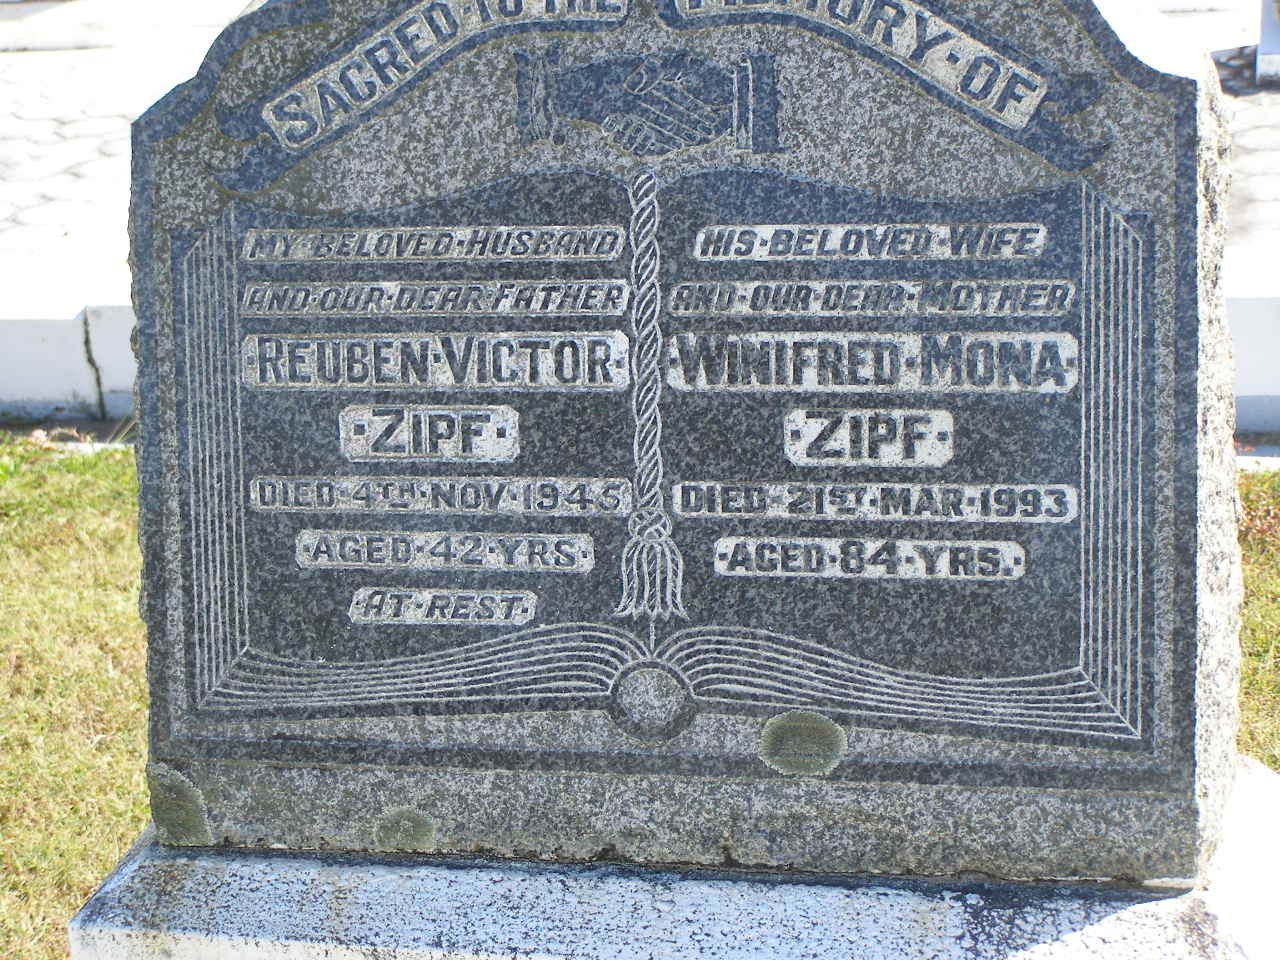 SACRED·TO·THE·MEMORY·OF
MY·BELOVED·HUSBAND
AND·OUR·DEAR·FATHER
REUBEN·VICTOR·
·ZIPF·
DIED·4TH·NOV·1945
·AGED·42·YRS·
·AT·REST·
HIS·BELOVED·WIFE
AND·OUR·DEAR·MOTHER
·WINIFRED·MONA·
·ZIPF·
DIED·21ST·MAR·1993
·AGED·84·YRS.·